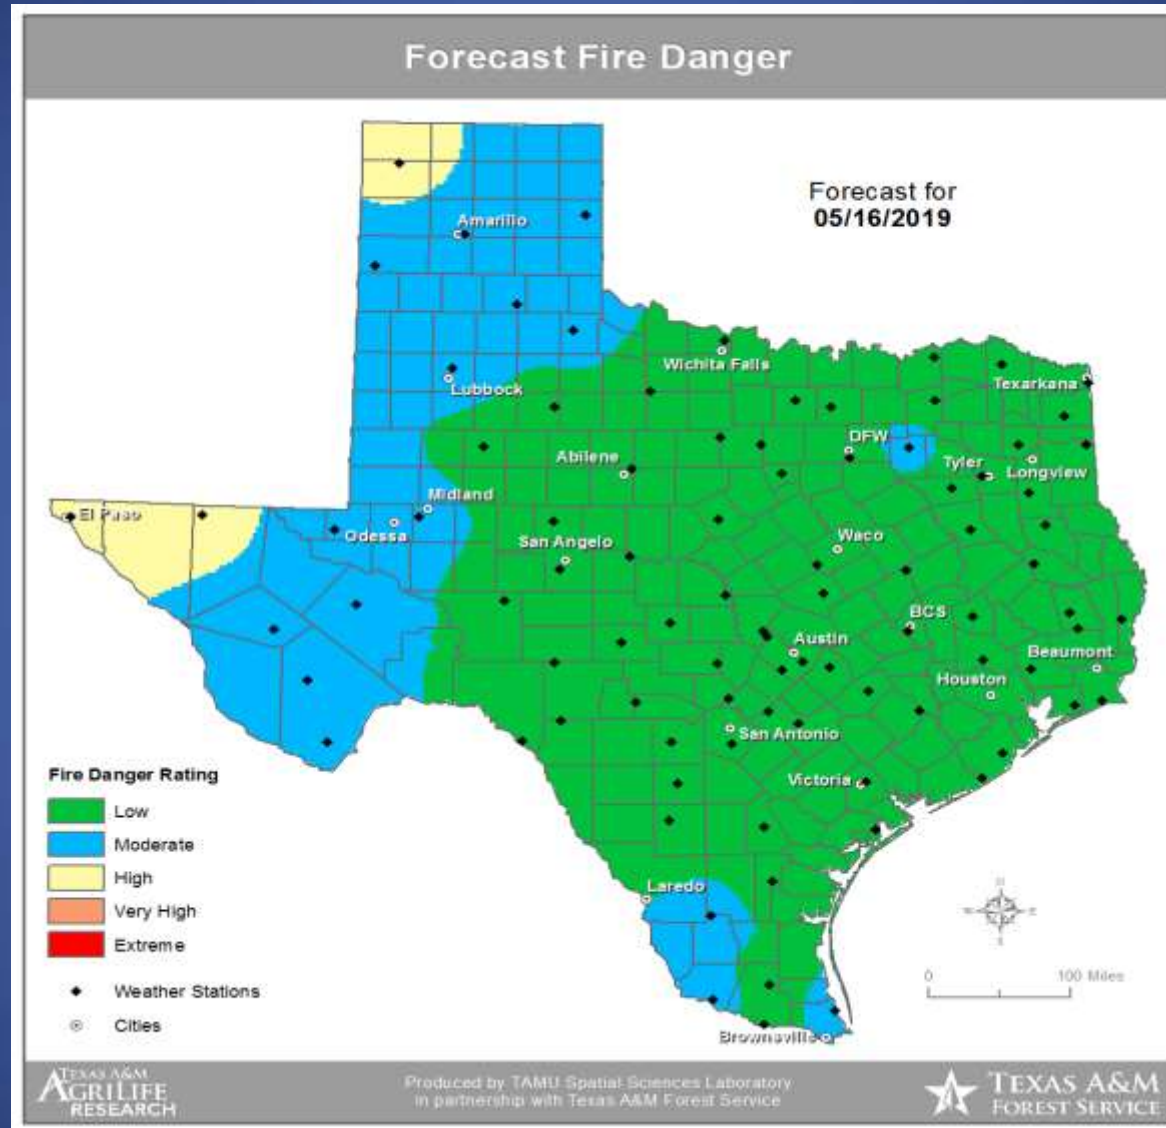 Forecast Fire Danger
Forecast for
05/16/2019
Amarillo
Wichita Falls
Texarkana
Lubbock
DFW
Abilene
Tyler
Longview
Midland
El Paso
Odessa
San Angelo
Waco
BCS
Austin
Beaumont
Houston
San Antonio
Victoria
Fire Danger Rating
Low
Moderate
High
Very High
Extreme
Weather Stations
Cities
Laredo
Brownsville
N
W
E
S
0
100 Miles
TEXAS A&M
AGRILIFE
RESEARCH
Produced by TAMU Spatial Sciences Laboratory
in partnership with Texas A&M Forest Service
TEXAS A&M
FOREST SERVICE